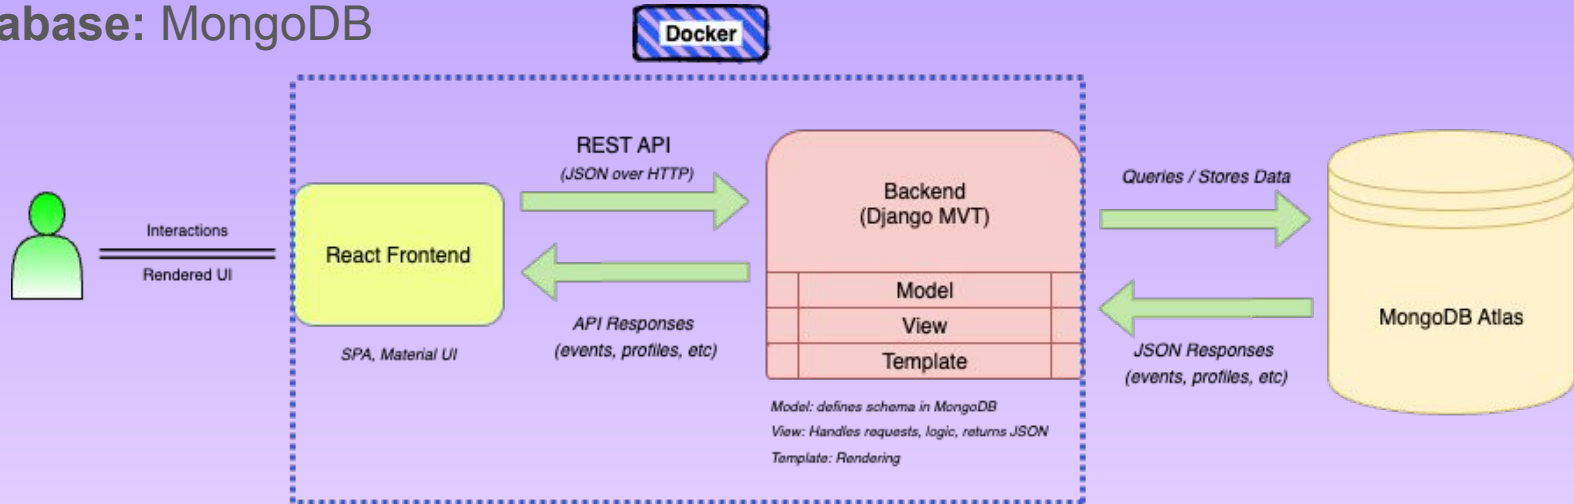 abase: MongoDB
Docker
Interactions
Rendered UI
React Frontend
SPA, Material UI
REST API
(JSON over HTTP)
API Responses
(events, profiles, etc)
Backend
(Django MVT)
Model
View
Template
Model: defines schema in MongoDB
View: Handles requests, logic, returns JSON
Template: Rendering
Queries / Stores Data
JSON Responses
(events, profiles, etc)
MongoDB Atlas